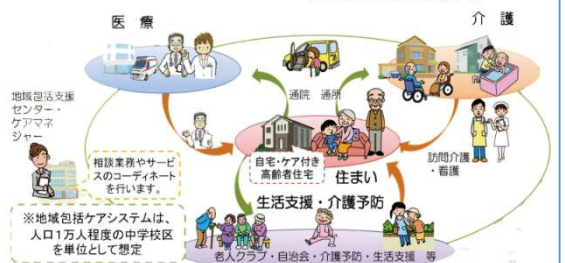 医 療
介 護
通院 通所
地域包括支援
センター・
ケアマネ
ジャー
相談業務やサービ
スのコーディネート
を行います。
自宅・ケア付き
高齢者住宅
住まい
訪問介護
・看護
生活支援・介護予防
※地域包括ケアシステムは、
人口1万人程度の中学校区
を単位として想定
老人クラブ・自治会・介護予防・生活支援 等